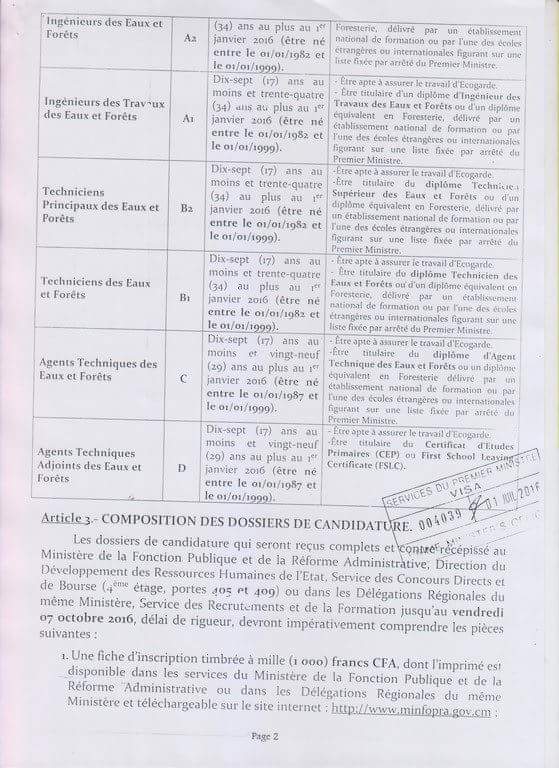 Ingénieurs des Eaux et
Forêts
A2
(34) ans au plus au 1er
janvier 2016 (être né
entre le 01/01/1982 et
le 01/01/1999).
Foresterie, délivré par un établissement
national de formation ou par l'une des écoles
étrangères ou internationales figurant sur une
liste fixée par arrêté du Premier Ministre.
Ingénieurs des Travaux
des Eaux et Forêts
A1
Dix-sept (17) ans au
moins et trente-quatre
(34) ans au plus au 1er
janvier 2016 (être né
entre le 01/01/1982 et
le 01/01/1999).
- Être apte à assurer le travail d'Ecogarde.
- Être titulaire d'un diplôme d'Ingénieur des
Travaux des Eaux et Forêts ou d'un diplôme
équivalent en Foresterie, délivré par un
établissement national de formation ou par
l'une des écoles étrangères ou internationales
figurant sur une liste fixée par arrêté du
Premier Ministre.
Techniciens
Principaux des Eaux et
Forêts
B2
Dix-sept (17) ans au
moins et trente-quatre
(34) au plus au 1er
janvier 2016 (être né
entre le 01/01/1982 et
le 01/01/1999).
-Être apte à assurer le travail d'Ecogarde.
-Être titulaire du diplôme Technicien
Supérieur des Eaux et Forêts ou d'un
diplôme équivalent en Foresterie, délivré par
un établissement national de formation ou par
l'une des écoles étrangères ou internationales
figurant sur une liste fixée par arrêté du
Premier Ministre.
Techniciens des Eaux
et Forêts
B1
Dix-sept (17) ans au
moins et trente-quatre
(34) au plus au 1er
janvier 2016 (être né
entre le 01/01/1982 et
le 01/01/1999).
- Être apte à assurer le travail d'Ecogarde.
- Être titulaire du diplôme Technicien des
Eaux et Forêts ou d'un diplôme équivalent en
Foresterie, délivré par un établissement
national de formation ou par l'une des écoles
étrangères ou internationales figurant sur une
liste fixée par arrêté du Premier Ministre.
Agents Techniques des
Eaux et Forêts
C
Dix-sept (17) ans au
moins et vingt-neuf
(29) ans au plus au 1er
janvier 2016 (être né
entre le 01/01/1987 et
le 01/01/1999).
- Être apte à assurer le travail d'Ecogarde.
-Être titulaire du diplôme d'Agent
Technique des Eaux et Forêts ou un diplôme
équivalent en Foresterie délivré par un
établissement national de formation ou par
l'une des écoles étrangères ou internationales
figurant sur une liste fixée par arrêté du
Premier Ministre.
Agents Techniques
Adjoints des Eaux et
Forêts
D
Dix-sept (17) ans au
moins et vingt-neuf
(29) ans au plus au 1er
janvier 2016 (être né
entre le 01/01/1987 et
le 01/01/1999).
- Être apte à assurer le travail d'Ecogarde.
-Être titulaire du Certificat d'Etudes
Primaires (CEP) ou First School Leaving
Certificate (FSLC).
SERVICES DU PREMIER MINISTRE
VISA
004039 01 2016
MINISTER'S
Article 3.- COMPOSITION DES DOSSIERS DE CANDIDATURE.
Les dossiers de candidature qui seront reçus complets et contre récépissé au
Ministère de la Fonction Publique et de la Réforme Administrative, Direction du
Développement des Ressources Humaines de l'Etat, Service des Concours Directs et
de Bourse (4ème étage, portes 405 et 409) ou dans les Délégations Régionales du
même Ministère, Service des Recrutements et de la Formation jusqu'au vendredi
07 octobre 2016, délai de rigueur, devront impérativement comprendre les pièces
suivantes :
1. Une fiche d'inscription timbrée à mille (1 000) francs CFA, dont l'imprimé est
disponible dans les services du Ministère de la Fonction Publique et de la
Réforme Administrative ou dans les Délégations Régionales du même
Ministère et téléchargeable sur le site internet : http://www.minfopra.gov.cm ;
Page 2